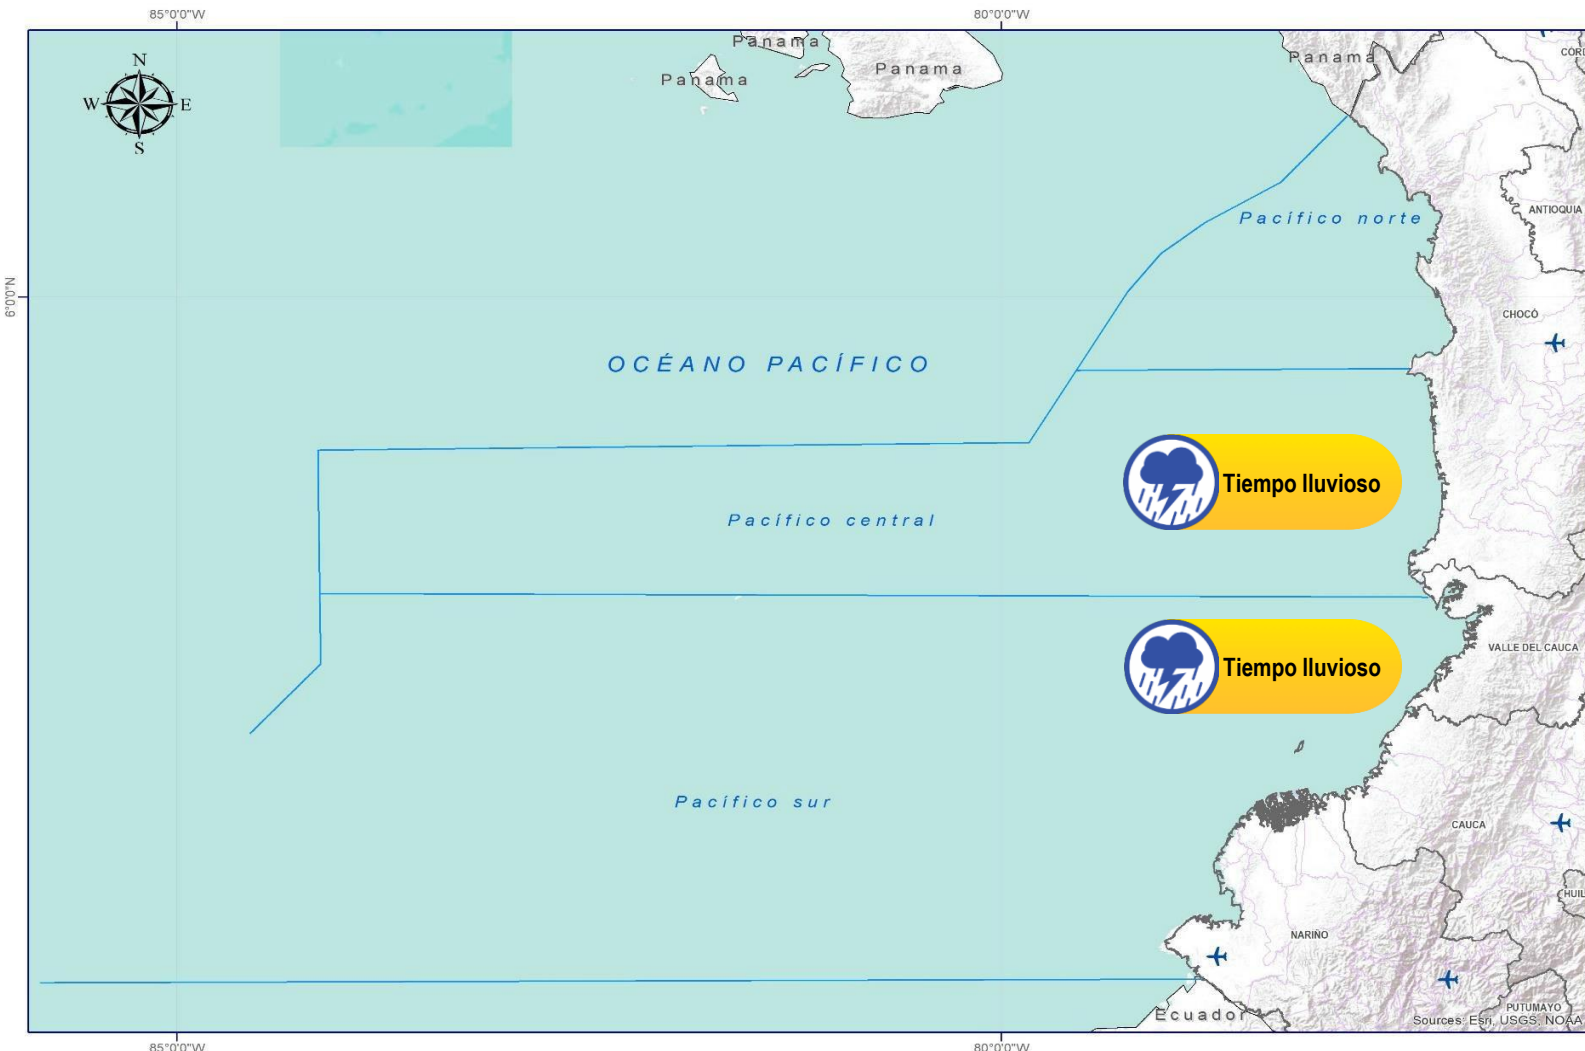 85°0'0"W
80°0'0"W
N
W
E
S
Panama
Panama
Panama
Panama
ANTIOQUIA
Pacífico norte
6°0'0"N
CHOCÓ
OCÉANO PACÍFICO
Tiempo lluvioso
Pacífico central
VALLE DEL CAUCA
Tiempo lluvioso
Pacífico sur
CAUCA
HUIL
NARIÑO
PUTUMAYO
Ecuador
Sources: Esri, USGS, NOAA
85°0'0"W
80°0'0"W